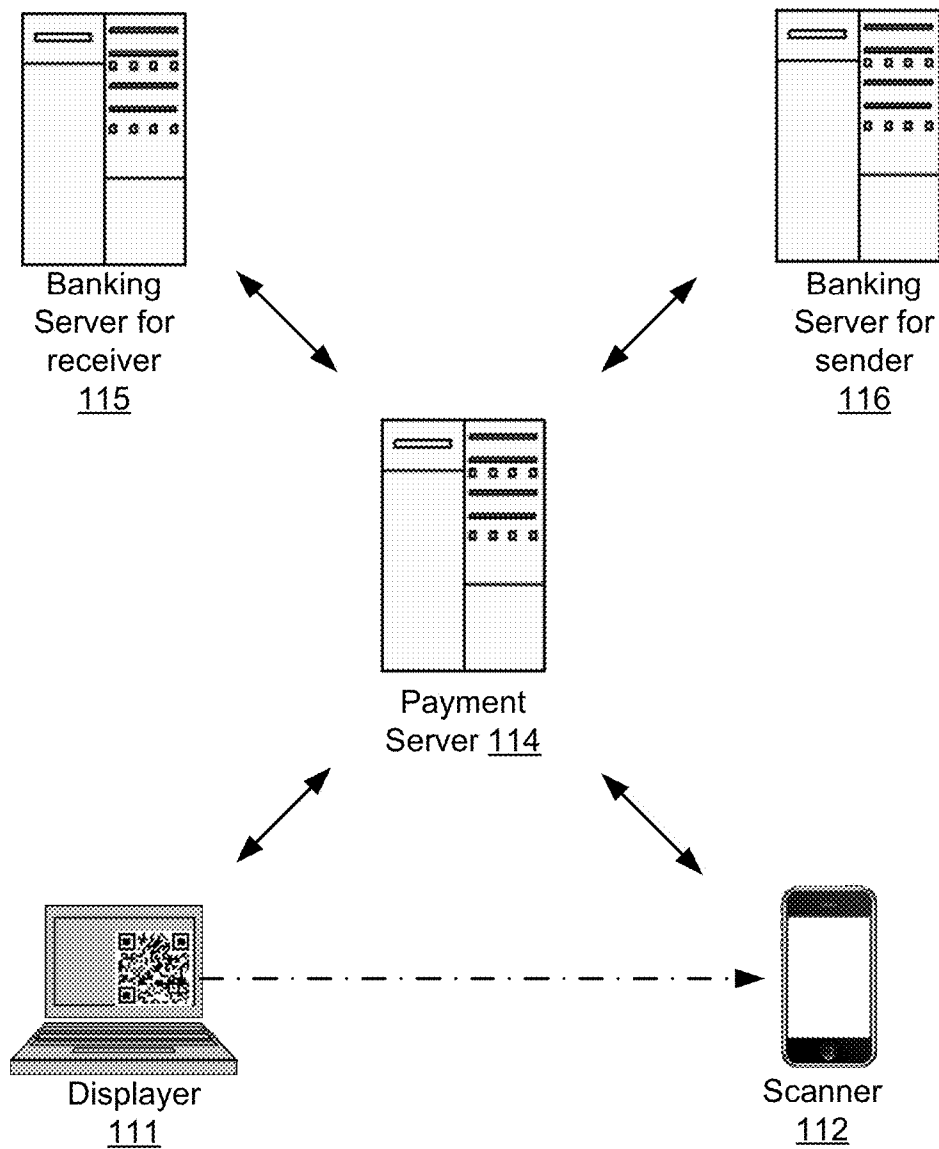 Banking
Server for
receiver
115
Banking
Server for
sender
116
Payment
Server 114
Displayer
111
Scanner
112